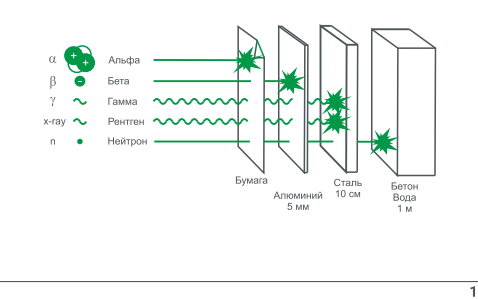 α Альфа
β Бета
γ Гамма
x-ray Рентген
n Нейтрон
Бумага
Алюминий
5 мм
Сталь
10 см
Бетон
Вода
1 м
1